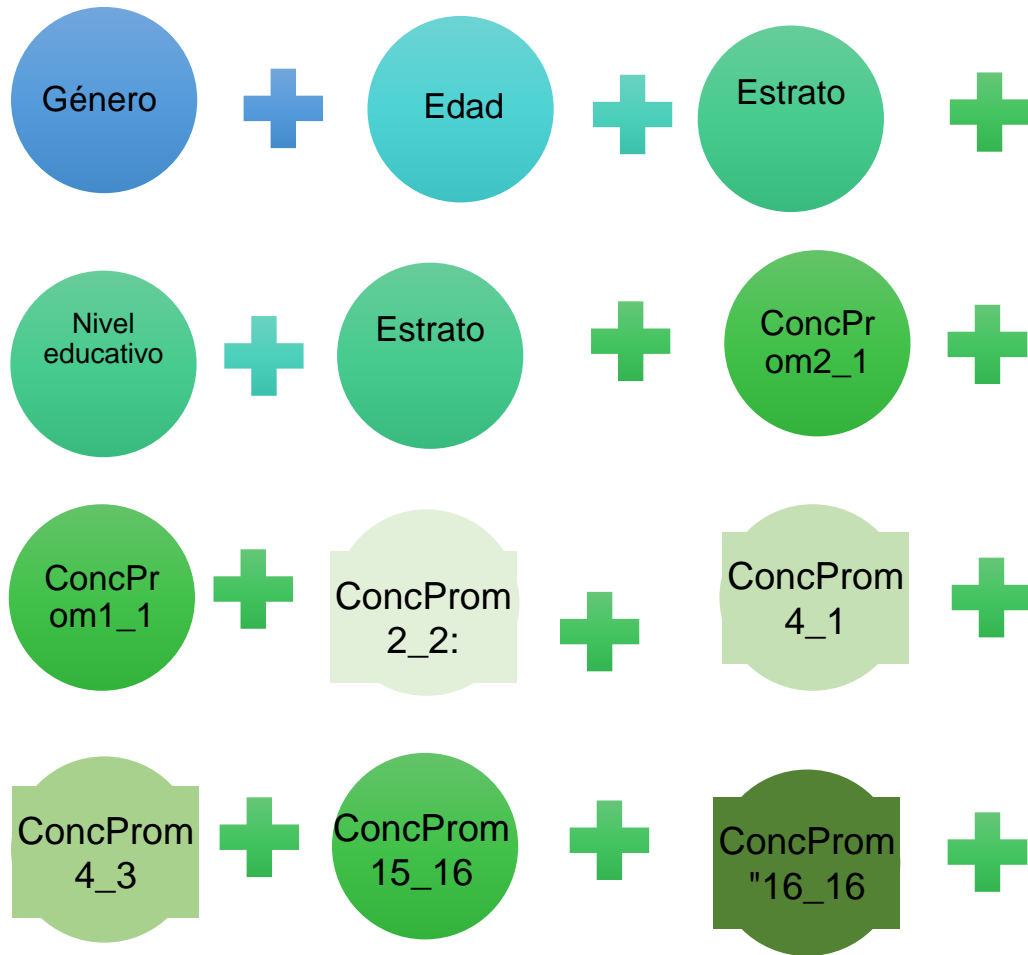 Género
Edad
Estrato
Nivel
educativo
Estrato
ConcPr
om2_1
ConcPr
om1_1
ConcProm
2_2:
ConcProm
4_1
ConcProm
4_3
ConcProm
15_16
ConcProm
"16_16